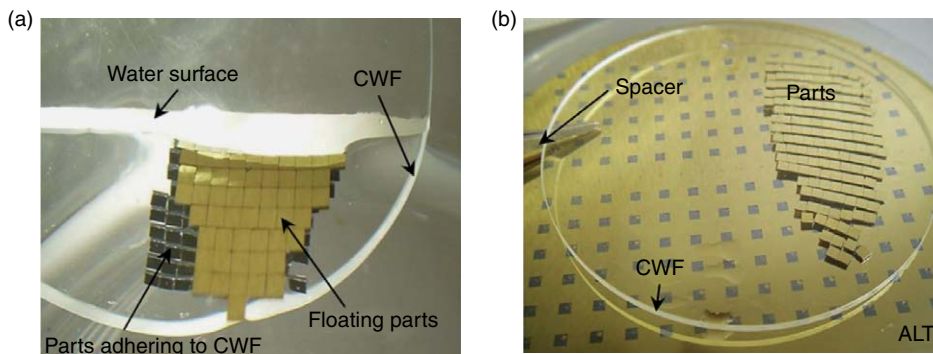 (a)
Water surface
CWF
Floating parts
Parts adhering to CWF
(b)
Spacer
Parts
CWF
ALT